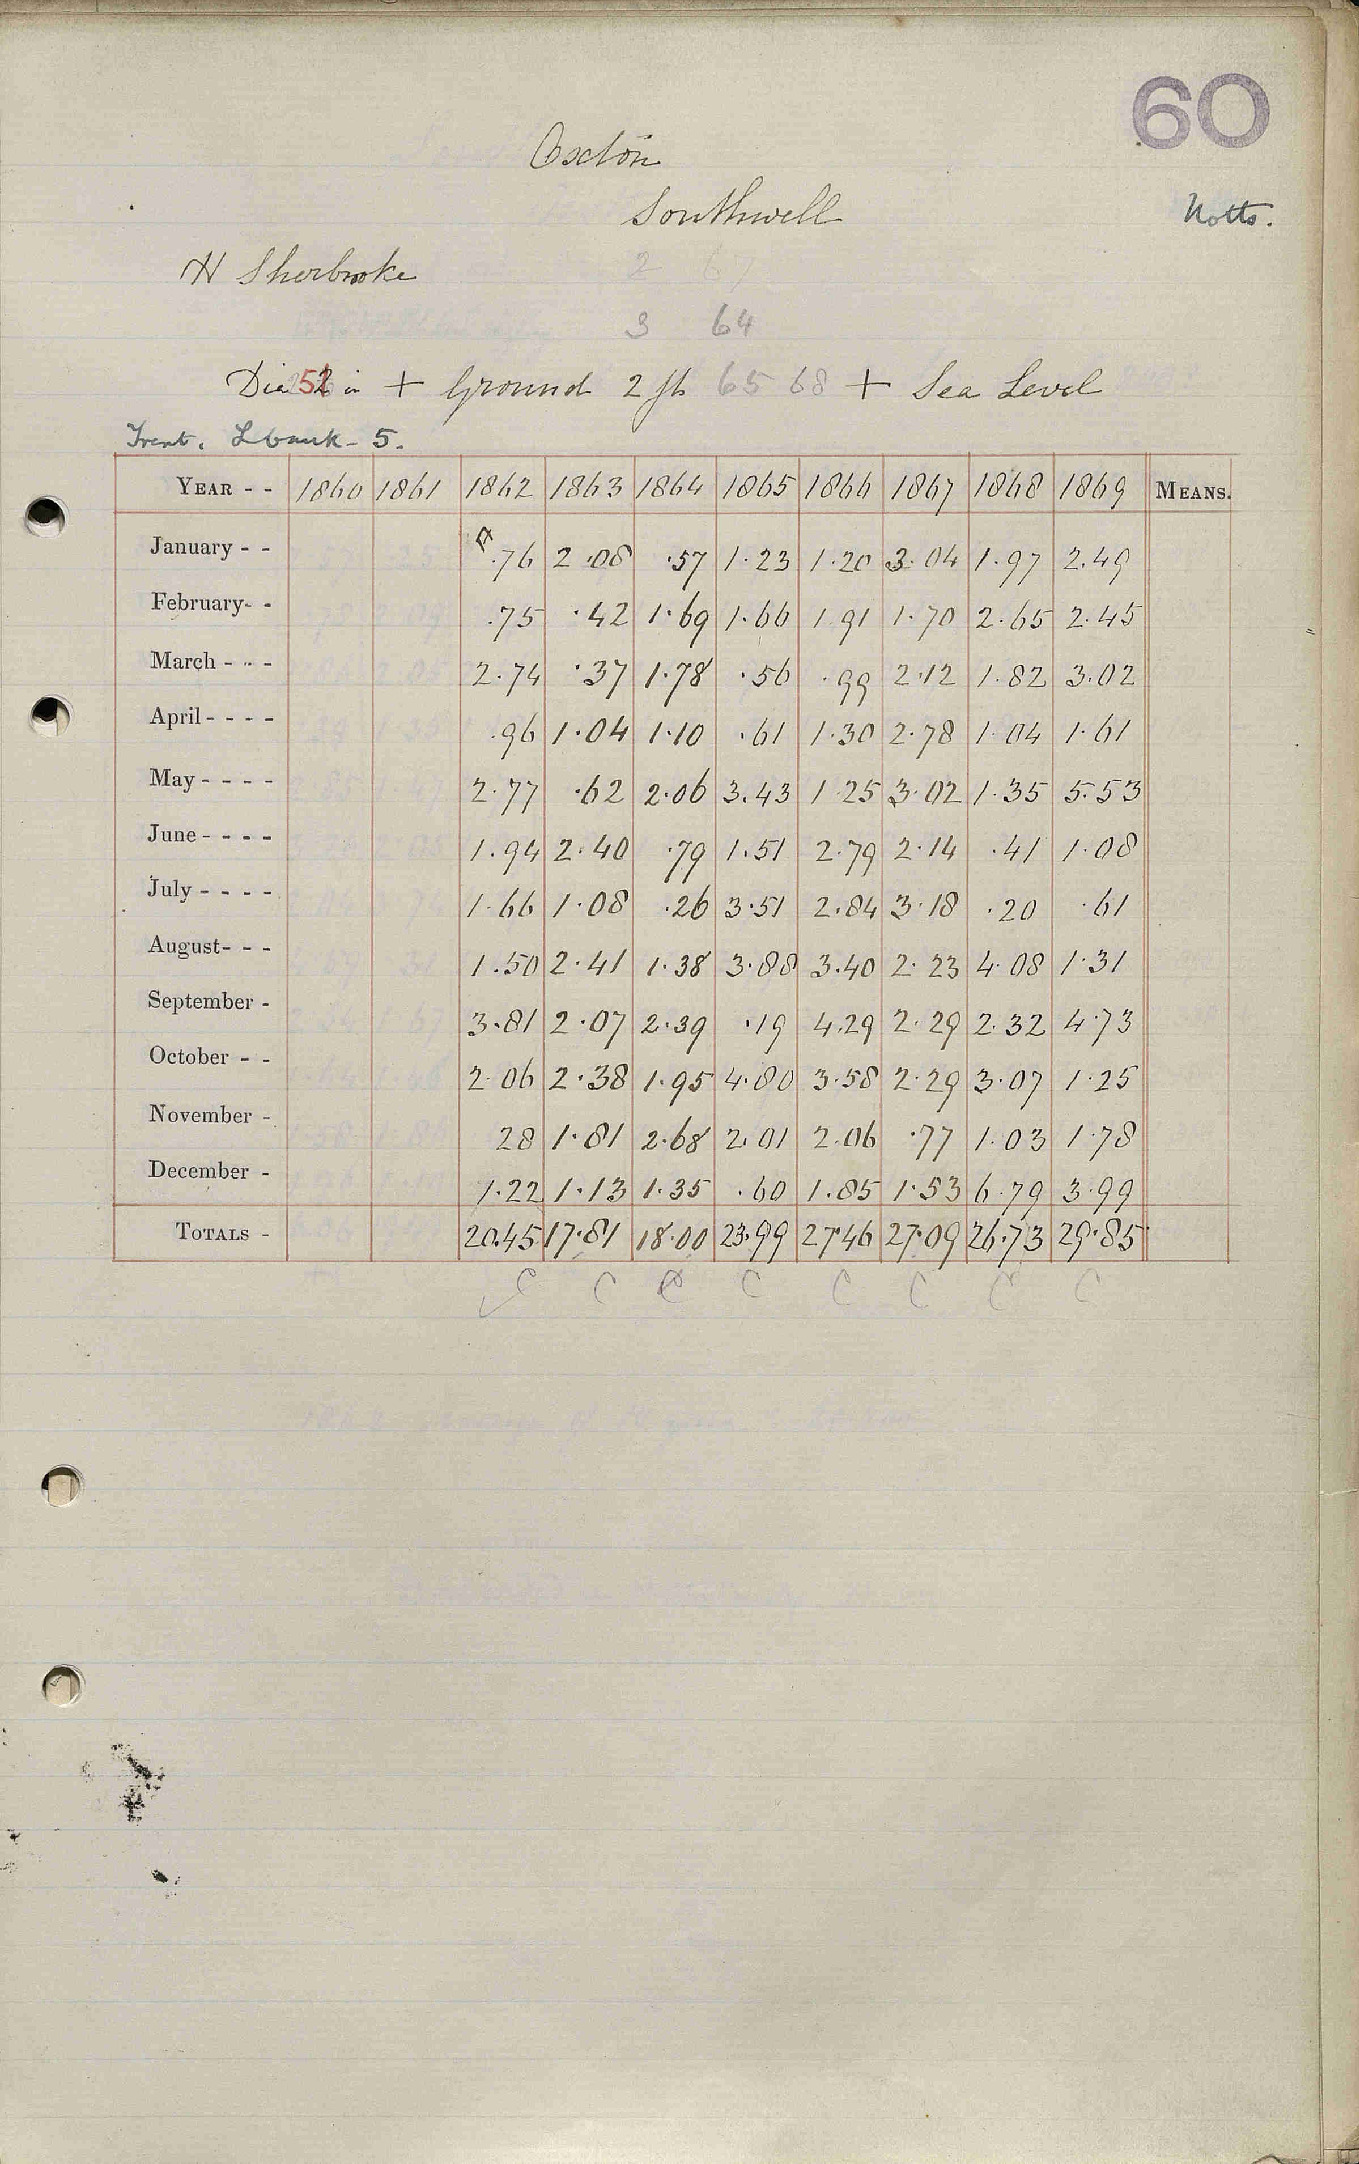 60
Oxton
Southwell
Notts.
H Sherbrooke
2 67
3 64
Dia in + Ground 2 ft 65 68 + Sea Level
Trent. L bank - 5.
YEAR - - 1860 1861 1862 1863 1864 1865 1866 1867 1868 1869 MEANS.
January - - .76 2.08 .57 1.23 1.20 3.04 1.97 2.49
February - - .75 .42 1.69 1.66 1.91 1.70 2.65 2.45
March - - - 2.74 .37 1.78 .56 .99 2.12 1.82 3.02
April - - - - .96 1.04 1.10 .61 1.30 2.78 1.04 1.61
May - - - - 2.77 .62 2.06 3.43 1 25 3.02 1.35 5.53
June - - - - 1.94 2.40 .79 1.51 2.79 2.14 .41 1.08
July - - - - 1.66 1.08 .26 3.51 2.84 3.18 .20 .61
August - - - 1.50 2.41 1.38 3.88 3.40 2.23 4.08 1.31
September - 3.81 2.07 2.39 .19 4.29 2.29 2.32 4.73
October - - 2.06 2.38 1.95 4.80 3.58 2.29 3.07 1.25
November - 28 1.81 2.68 2.01 2.06 .77 1.03 1.78
December - 1.22 1.13 1.35 .60 1.85 1.53 6.79 3.99
TOTALS - 20.45 17.81 18.00 23.99 27.46 27.09 26.73 29.85
C C C C C C C C